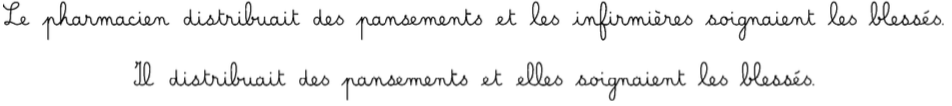 Le pharmacien distribuait des pansements et les infirmières soignaient les blessés.
Il distribuait des pansements et elles soignaient les blessés.